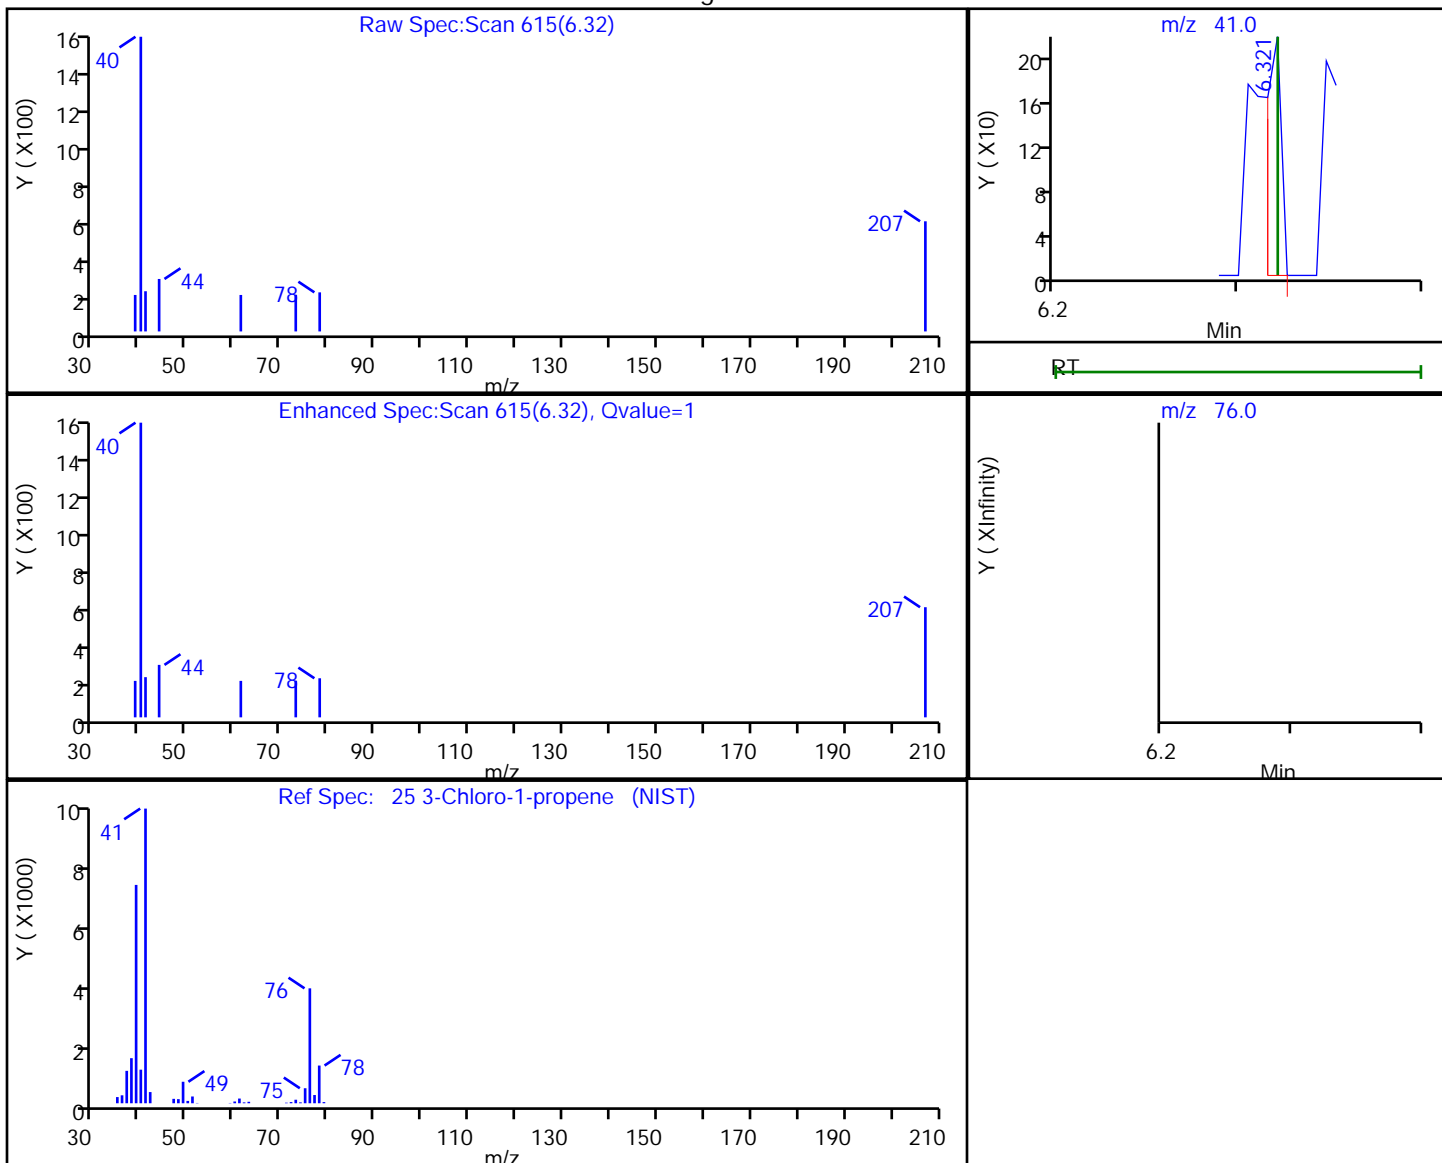 Raw Spec:Scan 615(6.32)
16
14
12
10
8
6
4
2
0
Y ( X100)
40
44
78
207
30 50 70 90 110 130 150 170 190 210
m/z
m/z 41.0
20
16
12
8
4
0
Y ( X10)
6.321
6.2
Min
RT
Enhanced Spec:Scan 615(6.32), Qvalue=1
16
14
12
10
8
6
4
2
0
Y ( X100)
40
44
78
207
30 50 70 90 110 130 150 170 190 210
m/z
m/z 76.0
Y ( XInfinity)
6.2
Min
Ref Spec: 25 3-Chloro-1-propene (NIST)
10
8
6
4
2
0
Y ( X1000)
41
49
75
76
78
30 50 70 90 110 130 150 170 190 210
m/z